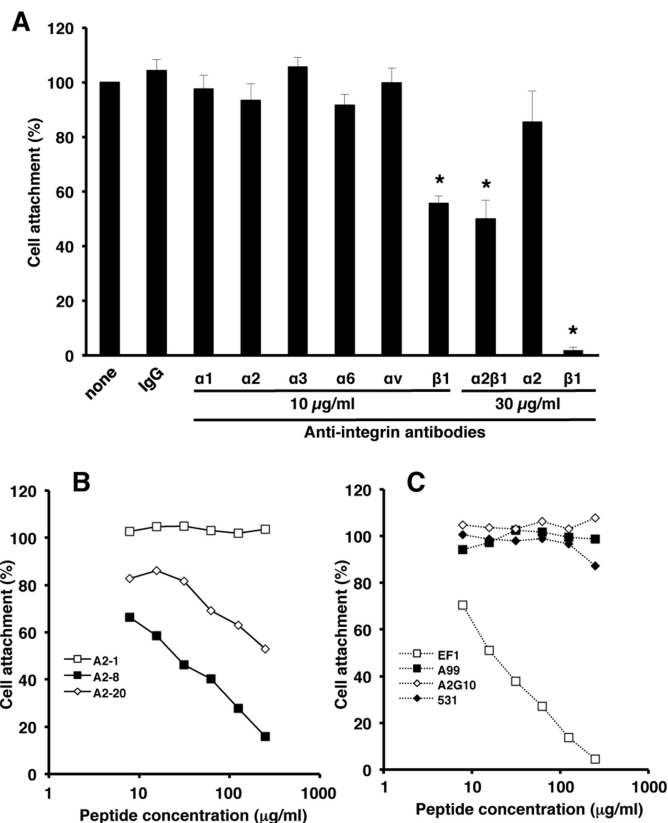 A
Cell attachment (%)
120
100
80
60
40
20
0
* * *
none IgG α1 α2 α3 α6 αv β1 α2β1 α2 β1
10 µg/ml 30 µg/ml
Anti-integrin antibodies
B
Cell attachment (%)
120
100
80
60
40
20
0
A2-1
A2-8
A2-20
1 10 100 1000
Peptide concentration (µg/ml)
C
Cell attachment (%)
120
100
80
60
40
20
0
EF1
A99
A2G10
531
1 10 100 1000
Peptide concentration (µg/ml)